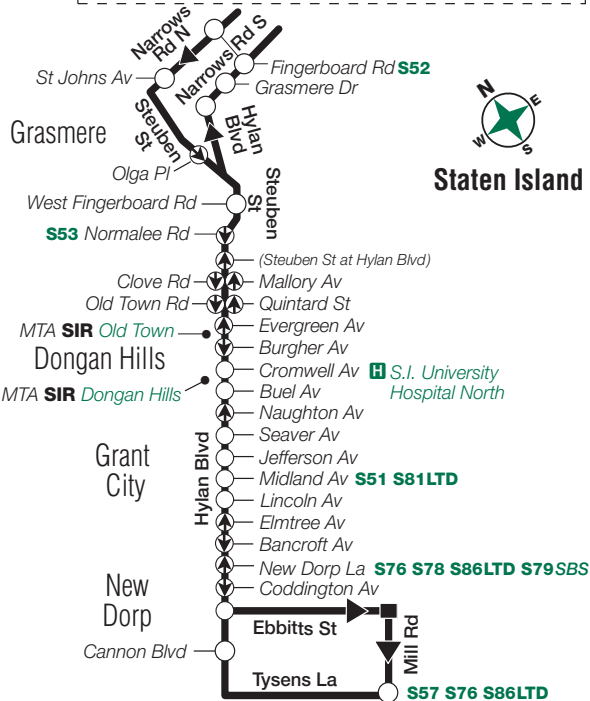 Narrows
Rd N
Narrows Rd S
St Johns Av
Fingerboard Rd S52
Grasmere Dr
Steuben
St
Hylan
Blvd
N
E
W
S
Staten Island
Grasmere
Olga Pl
West Fingerboard Rd
Steuben
St
S53 Normalee Rd
(Steuben St at Hylan Blvd)
Clove Rd
Mallory Av
Old Town Rd
Quintard St
Evergreen Av
MTA SIR Old Town
Burgher Av
Dongan Hills
Cromwell Av
H S.I. University
Hospital North
MTA SIR Dongan Hills
Buel Av
Naughton Av
Seaver Av
Grant
City
Hylan Blvd
Jefferson Av
Midland Av S51 S81LTD
Lincoln Av
Elmtree Av
Bancroft Av
New Dorp La S76 S78 S86LTD S79SBS
Coddington Av
New
Dorp
Ebbitts St
Mill Rd
Cannon Blvd
Tysens La
S57 S76 S86LTD